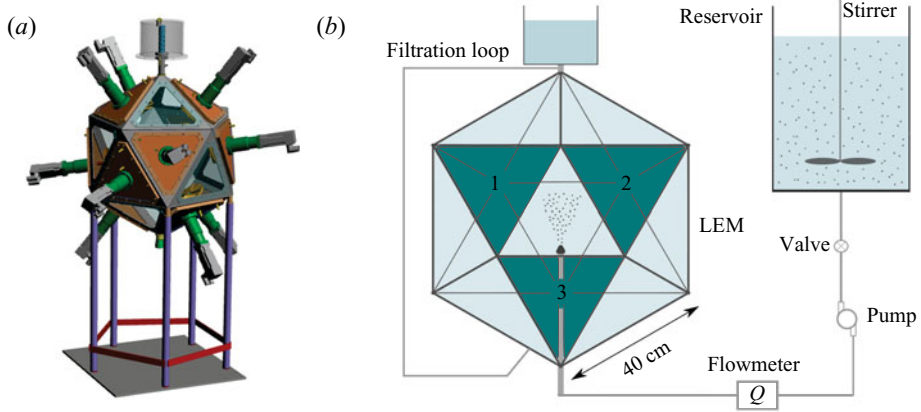 (a)
(b)
Filtration loop
Reservoir
Stirrer
1
2
3
LEM
Valve
Pump
40 cm
Flowmeter
Q